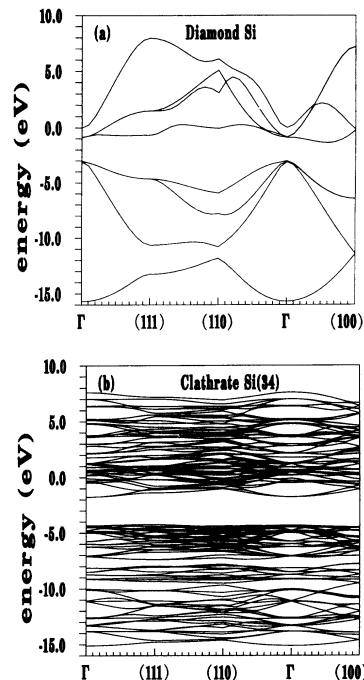 10.0
(a)
Diamond Si
5.0
0.0
-5.0
-10.0
-15.0
energy (eV)
Γ
(111)
(110)
Γ
(100)
10.0
(b)
Clathrate Si(34)
5.0
0.0
-5.0
-10.0
-15.0
energy (eV)
Γ
(111)
(110)
Γ
(100)